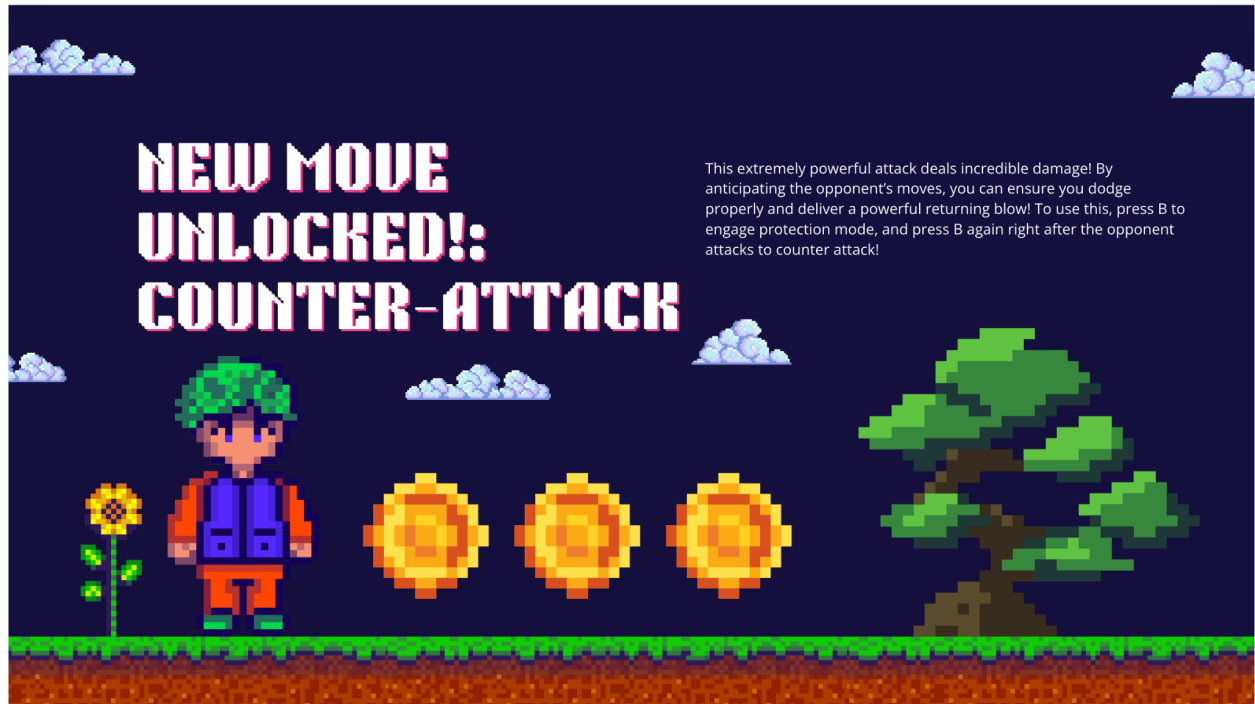 NEW MOVE
UNLOCKED!:
COUNTER-ATTACK
This extremely powerful attack deals incredible damage! By
anticipating the opponent’s moves, you can ensure you dodge
properly and deliver a powerful returning blow! To use this, press B to
engage protection mode, and press B again right after the opponent
attacks to counter attack!